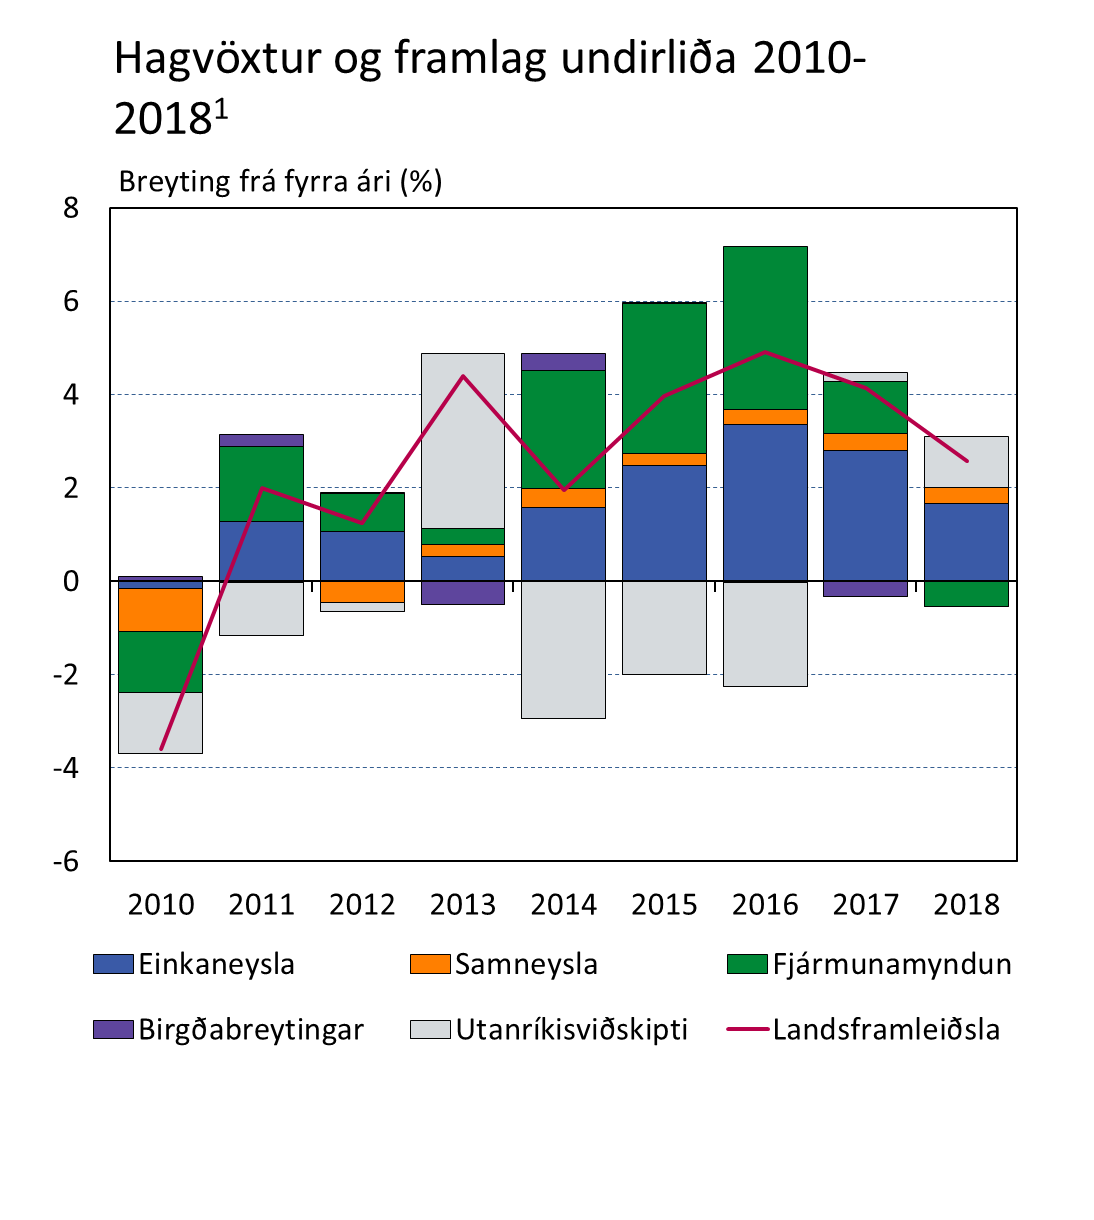 Hagvöxtur og framlag undirliða 2010-
2018¹
Breyting frá fyrra ári (%)
8
6
4
2
0
-2
-4
-6
2010 2011 2012 2013 2014 2015 2016 2017 2018
Einkaneysla Samneysla Fjármunamyndun
Birgðabreytingar Utanríkisviðskipti Landsframleiðsla